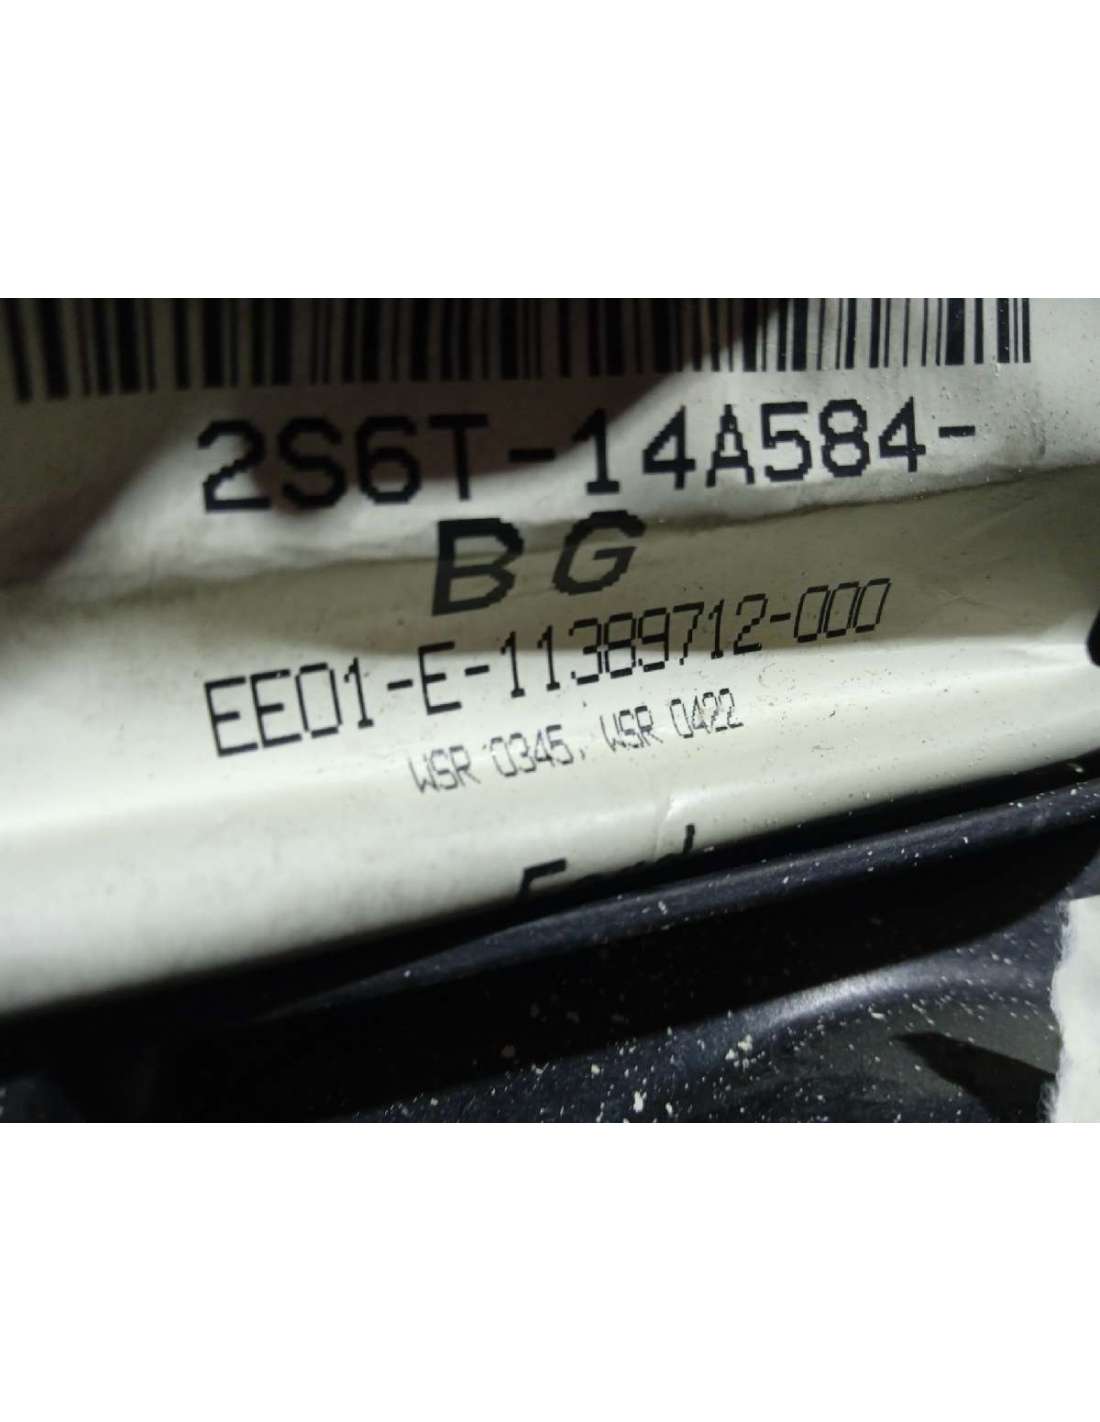 2S6T-14A584-
BG
EE01-E-11389712-000
WSR 0345, WSR 0422